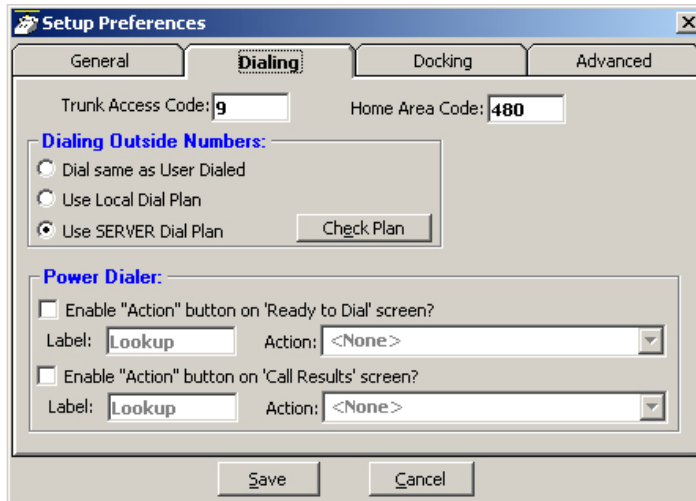 Setup Preferences
General Dialing Docking Advanced
Trunk Access Code: 9 Home Area Code: 480
Dialing Outside Numbers:
Dial same as User Dialed
Use Local Dial Plan
Use SERVER Dial Plan Check Plan
Power Dialer:
Enable "Action" button on 'Ready to Dial' screen?
Label: Lookup Action: <None>
Enable "Action" button on 'Call Results' screen?
Label: Lookup Action: <None>
Save Cancel